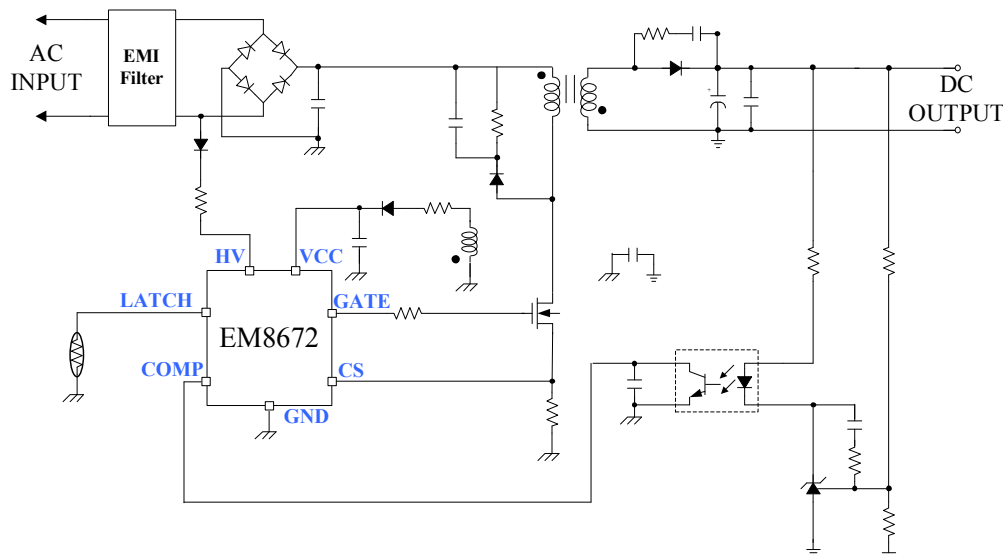 AC
INPUT
EMI
Filter
DC
OUTPUT
HV
VCC
LATCH
GATE
EM8672
COMP
CS
GND
+